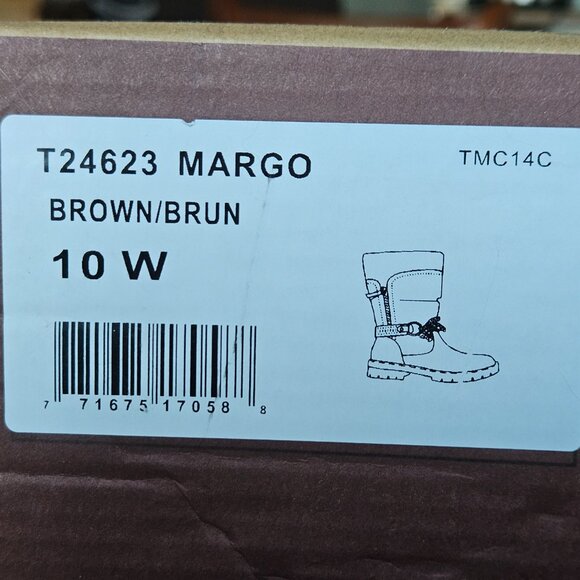 T24623 MARGO TMC14C
BROWN/BRUN
10 W
7 71675 17058 8